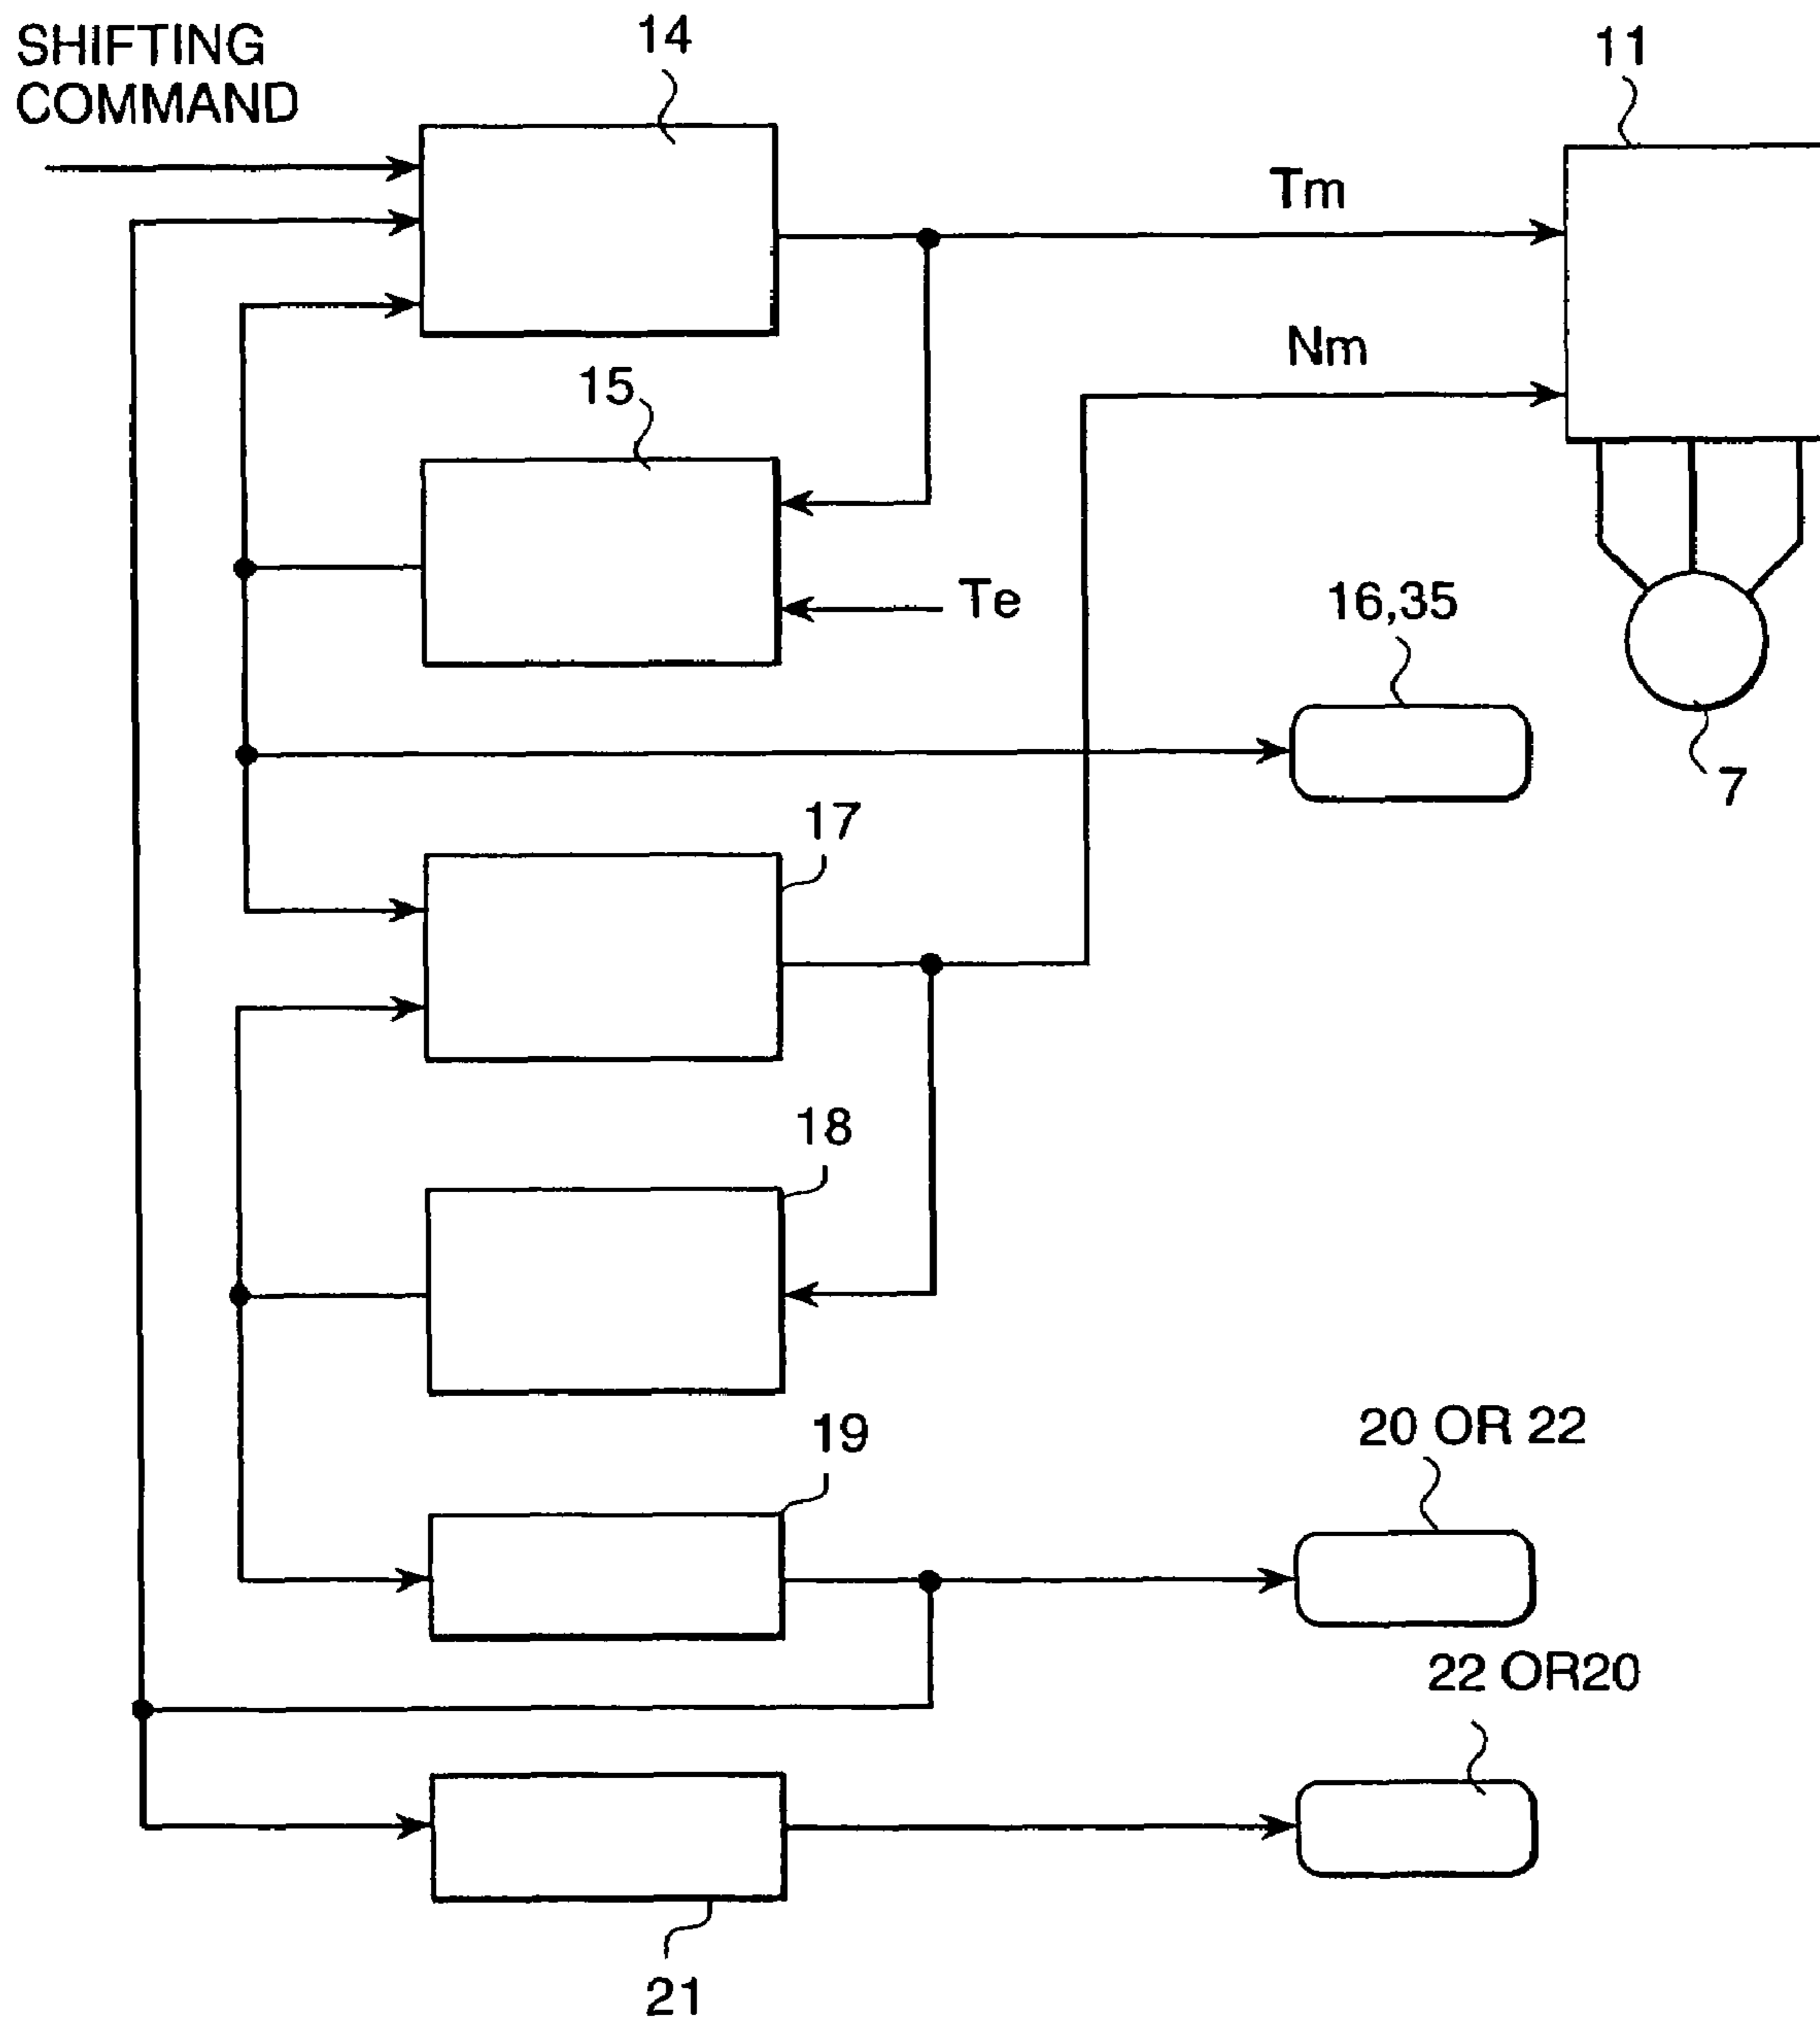 SHIFTING
COMMAND
14
11
Tm
Nm
15
Te
16,35
7
17
18
19
20 OR 22
22 OR20
21